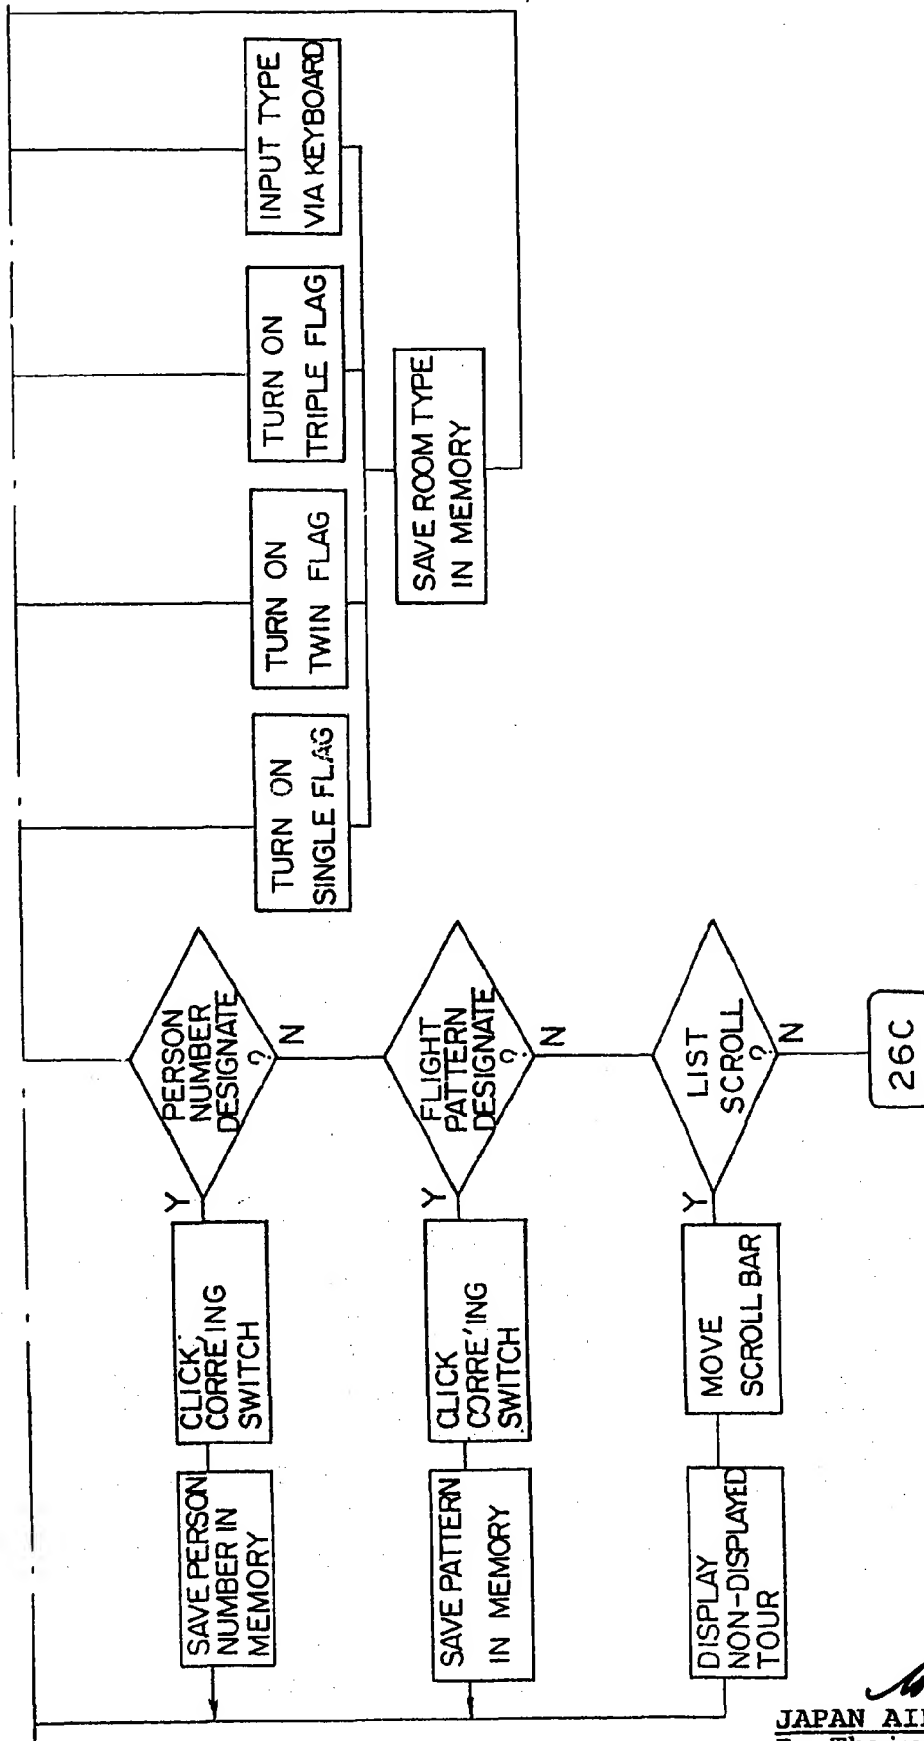 INPUT TYPE
VIA KEYBOARD
TURN ON
TRIPLE FLAG
TURN ON
TWIN FLAG
TURN ON
SINGLE FLAG
SAVE ROOM TYPE
IN MEMORY
PERSON
NUMBER
DESIGNATE
?
Y
N
CLICK
CORRE'ING
SWITCH
SAVE PERSON
NUMBER IN
MEMORY
FLIGHT
PATTERN
DESIGNATE
?
Y
N
CLICK
CORRE'ING
SWITCH
SAVE PATTERN
IN MEMORY
LIST
SCROLL
?
Y
N
MOVE
SCROLL BAR
DISPLAY
NON-DISPLAYED
TOUR
26C
JAPAN AI